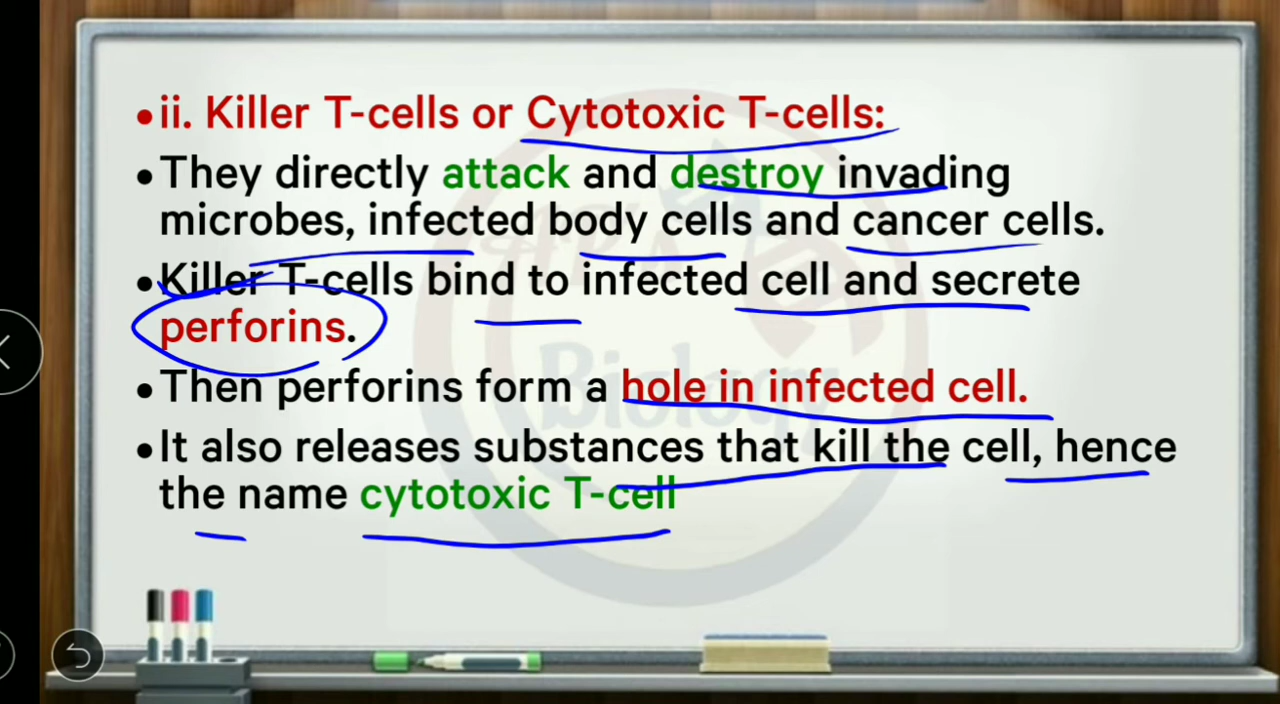 •ii. Killer T-cells or Cytotoxic T-cells:
•They directly attack and destroy invading
microbes, infected body cells and cancer cells.
•Killer T-cells bind to infected cell and secrete
perforins.
•Then perforins form a hole in infected cell.
•It also releases substances that kill the cell, hence
the name cytotoxic T-cell
Biology